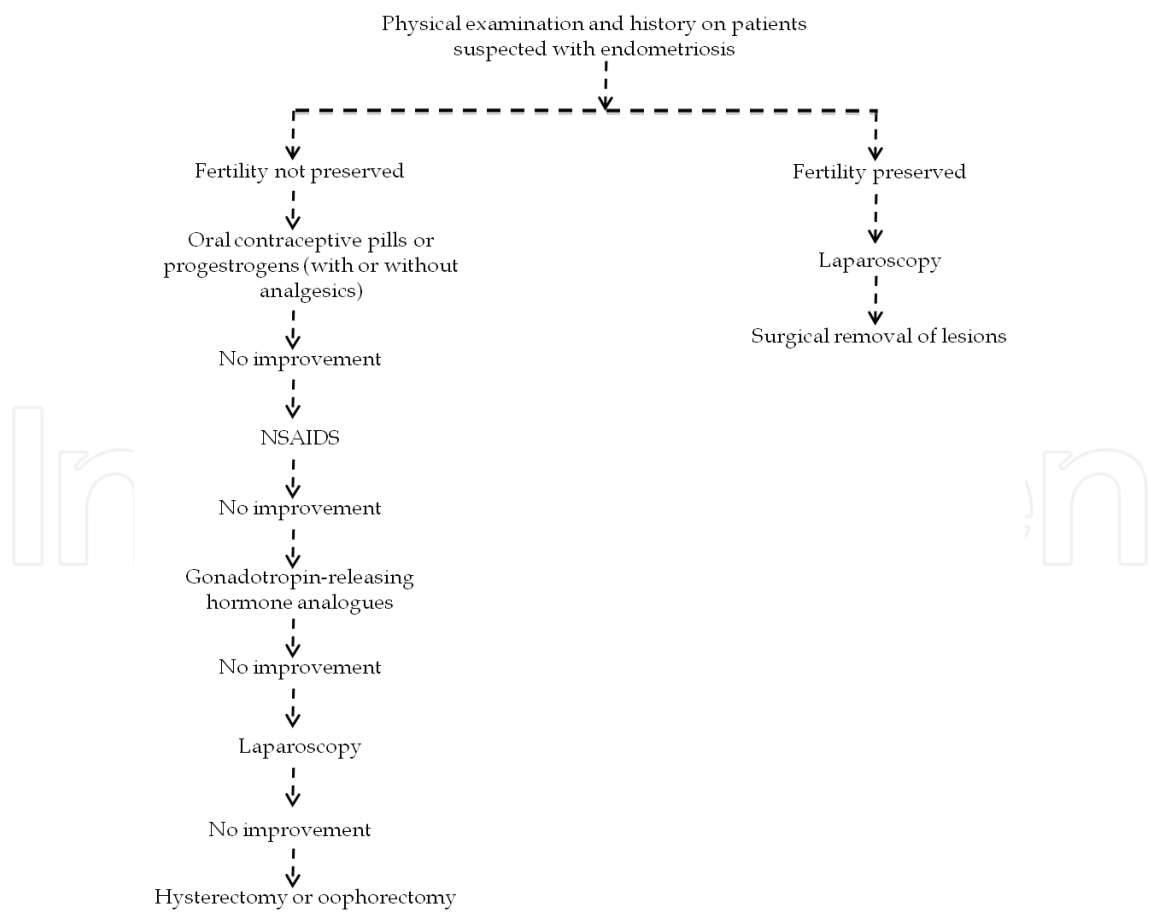 Physical examination and history on patients
suspected with endometriosis
Fertility not preserved
Oral contraceptive pills or
progestrogens (with or without
analgesics)
No improvement
NSAIDS
No improvement
Gonadotropin-releasing
hormone analogues
No improvement
Laparoscopy
No improvement
Hysterectomy or oophorectomy
Fertility preserved
Laparoscopy
Surgical removal of lesions
In
en